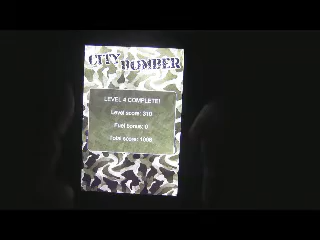 CITY
BOMBER
LEVEL 4 COMPLETE!
Level score: 310
Fuel bonus: 0
Total score: 1008